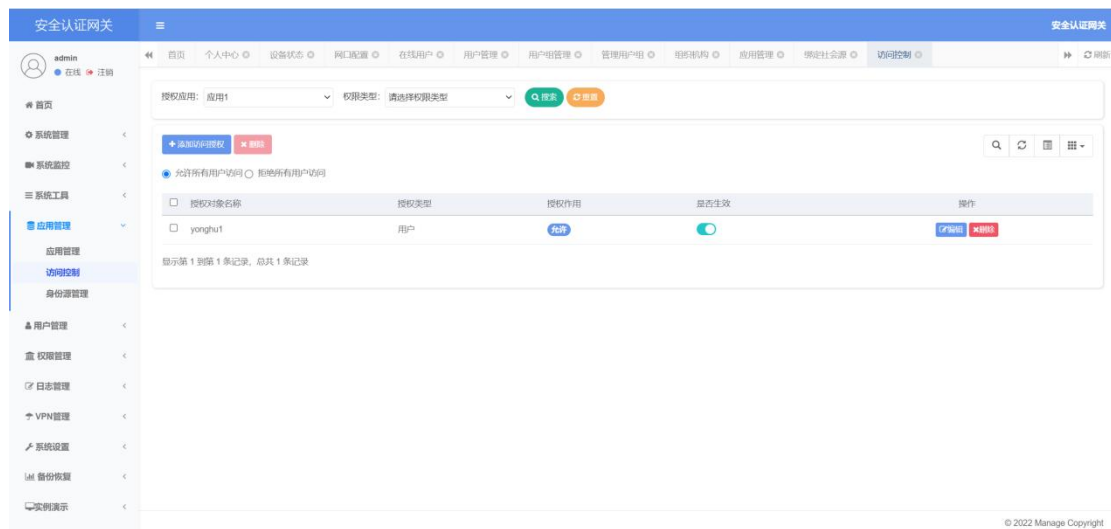 安全认证网关
安全认证网关
admin
在线 注销
首页 个人中心 设备状态 网口配置 在线用户 用户管理 用户组管理 管理用户组 组织机构 应用管理 绑定社会源 访问控制 刷新
首页
系统管理
系统监控
系统工具
应用管理
应用管理
访问控制
身份源管理
用户管理
权限管理
日志管理
VPN管理
系统设置
备份恢复
实例演示
授权应用: 应用1 权限类型: 请选择权限类型 搜索 重置
添加访问授权 删除
允许所有用户访问 拒绝所有用户访问
授权对象名称 授权类型 授权作用 是否生效 操作
yonghu1 用户 允许 编辑 删除
显示第 1 到第 1 条记录，总共 1 条记录
© 2022 Manage Copyright